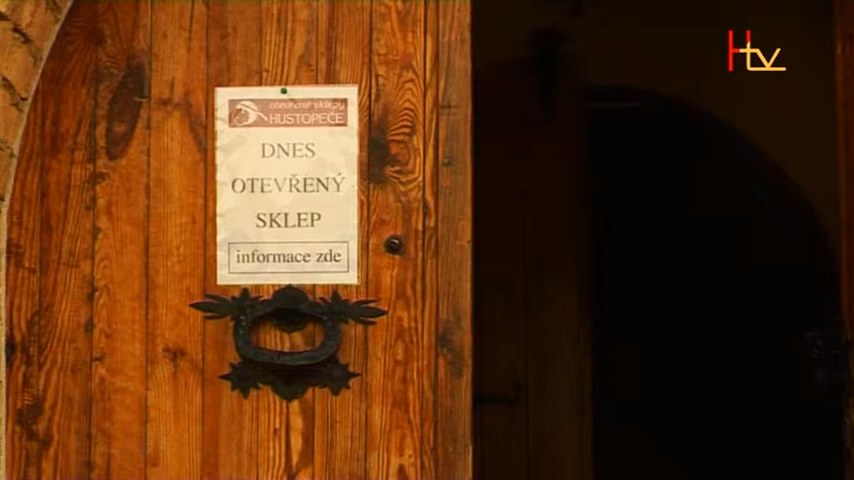 Htv
otevřené sklepy
HUSTOPEČE
DNES
OTEVŘENÝ
SKLEP
informace zde